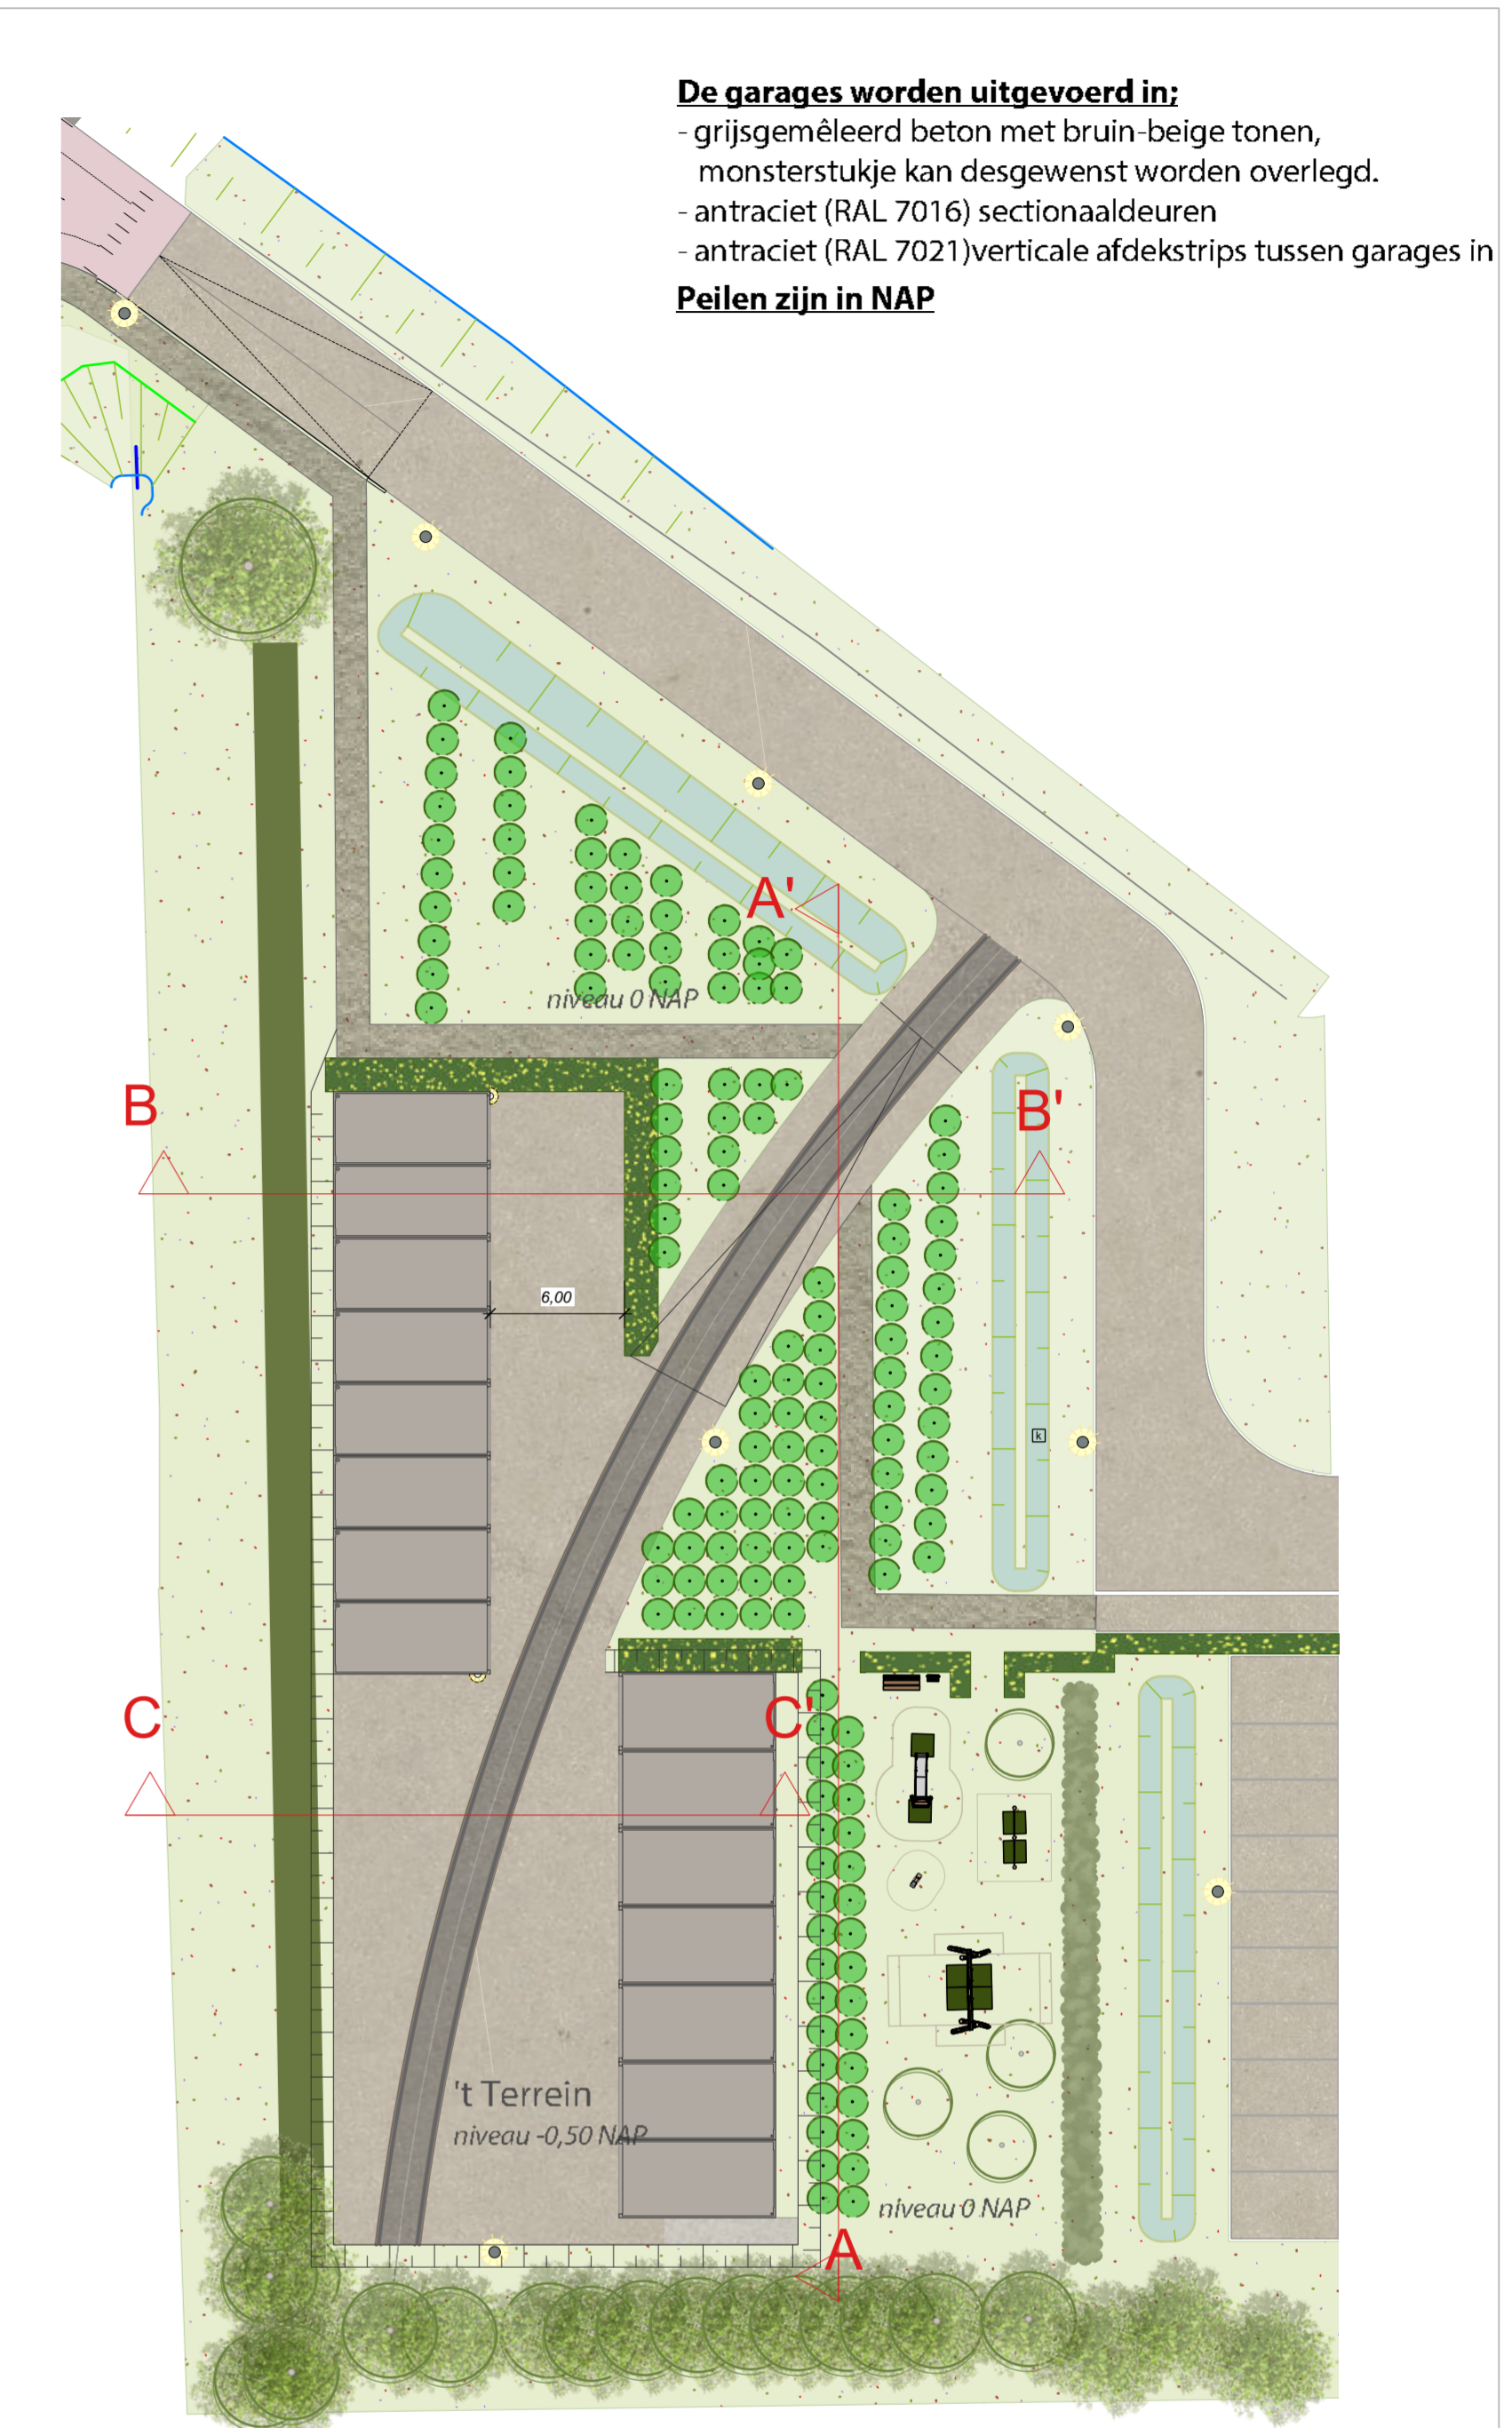 De garages worden uitgevoerd in;
- grijsgemêleerd beton met bruin-beige tonen,
monsterstukje kan desgewenst worden overlegd.
- antraciet (RAL 7016) sectionaaldeuren
- antraciet (RAL 7021)verticale afdekstrips tussen garages in
Peilen zijn in NAP
A'
niveau 0 NAP
B
B'
6,00
k
C
C'
't Terrein
niveau -0,50 NAP
niveau 0 NAP
A